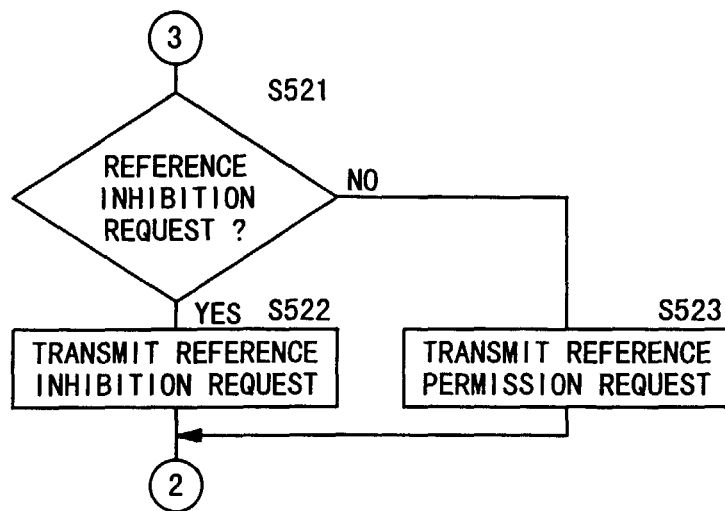 3
S521
REFERENCE
INHIBITION
REQUEST ?
NO
YES
S522
S523
TRANSMIT REFERENCE
INHIBITION REQUEST
TRANSMIT REFERENCE
PERMISSION REQUEST
2